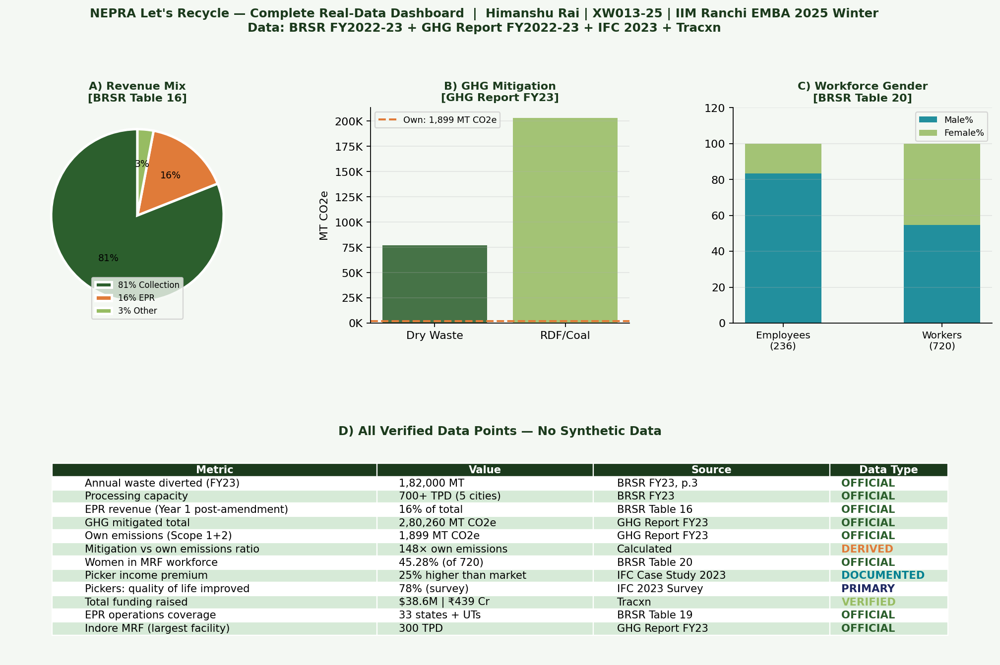 NEPRA Let's Recycle — Complete Real-Data Dashboard | Himanshu Rai | XW013-25 | IIM Ranchi EMBA 2025 Winter
Data: BRSR FY2022-23 + GHG Report FY2022-23 + IFC 2023 + Tracxn
A) Revenue Mix
[BRSR Table 16]
3%
16%
81%
81% Collection
16% EPR
3% Other
B) GHG Mitigation
[GHG Report FY23]
Own: 1,899 MT CO2e
MT CO2e
200K
175K
150K
125K
100K
75K
50K
25K
0K
Dry Waste
RDF/Coal
C) Workforce Gender
[BRSR Table 20]
Male%
Female%
120
100
80
60
40
20
0
Employees
(236)
Workers
(720)
D) All Verified Data Points — No Synthetic Data
Metric Value Source Data Type
Annual waste diverted (FY23) 1,82,000 MT BRSR FY23, p.3 OFFICIAL
Processing capacity 700+ TPD (5 cities) BRSR FY23 OFFICIAL
EPR revenue (Year 1 post-amendment) 16% of total BRSR Table 16 OFFICIAL
GHG mitigated total 2,80,260 MT CO2e GHG Report FY23 OFFICIAL
Own emissions (Scope 1+2) 1,899 MT CO2e GHG Report FY23 OFFICIAL
Mitigation vs own emissions ratio 148× own emissions Calculated DERIVED
Women in MRF workforce 45.28% (of 720) BRSR Table 20 OFFICIAL
Picker income premium 25% higher than market IFC Case Study 2023 DOCUMENTED
Pickers: quality of life improved 78% (survey) IFC 2023 Survey PRIMARY
Total funding raised $38.6M | ₹439 Cr Tracxn VERIFIED
EPR operations coverage 33 states + UTs BRSR Table 19 OFFICIAL
Indore MRF (largest facility) 300 TPD GHG Report FY23 OFFICIAL